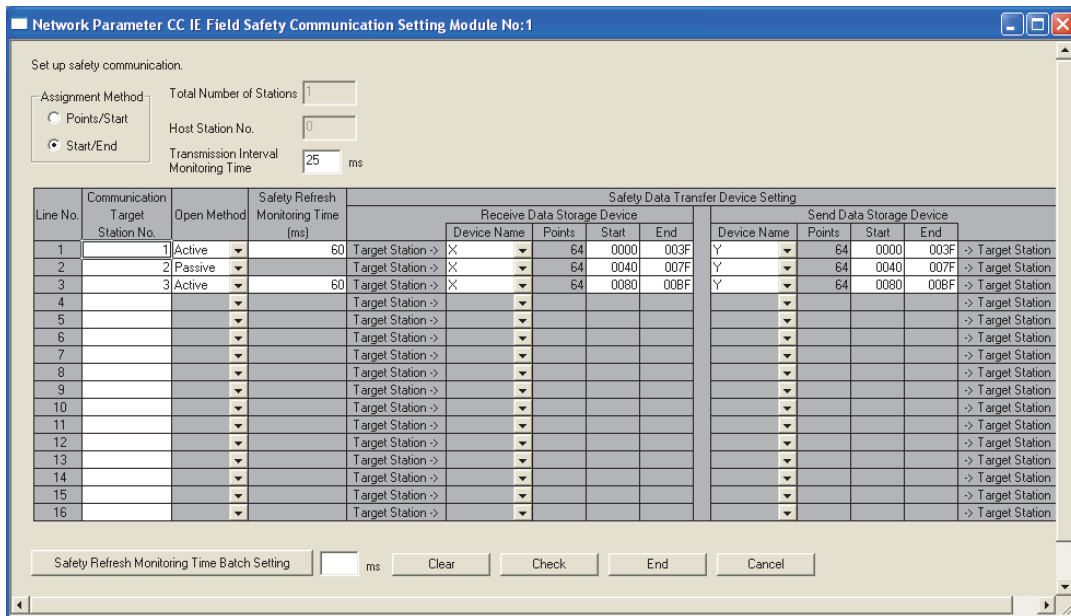 Network Parameter CC IE Field Safety Communication Setting Module No:1
Set up safety communication.
Assignment Method
Points/Start
Start/End
Total Number of Stations 1
Host Station No. 0
Transmission Interval Monitoring Time 25 ms
Line No. Communication Target Station No. Open Method Safety Refresh Monitoring Time (ms) Safety Data Transfer Device Setting
Receive Data Storage Device Send Data Storage Device
Device Name Points Start End Device Name Points Start End
1 1 Active 60 Target Station -> X 64 0000 003F Y 64 0000 003F -> Target Station
2 2 Passive Target Station -> X 64 0040 007F Y 64 0040 007F -> Target Station
3 3 Active 60 Target Station -> X 64 0080 00BF Y 64 0080 00BF -> Target Station
4 Target Station -> -> Target Station
5 Target Station -> -> Target Station
6 Target Station -> -> Target Station
7 Target Station -> -> Target Station
8 Target Station -> -> Target Station
9 Target Station -> -> Target Station
10 Target Station -> -> Target Station
11 Target Station -> -> Target Station
12 Target Station -> -> Target Station
13 Target Station -> -> Target Station
14 Target Station -> -> Target Station
15 Target Station -> -> Target Station
16 Target Station -> -> Target Station
Safety Refresh Monitoring Time Batch Setting ms Clear Check End Cancel